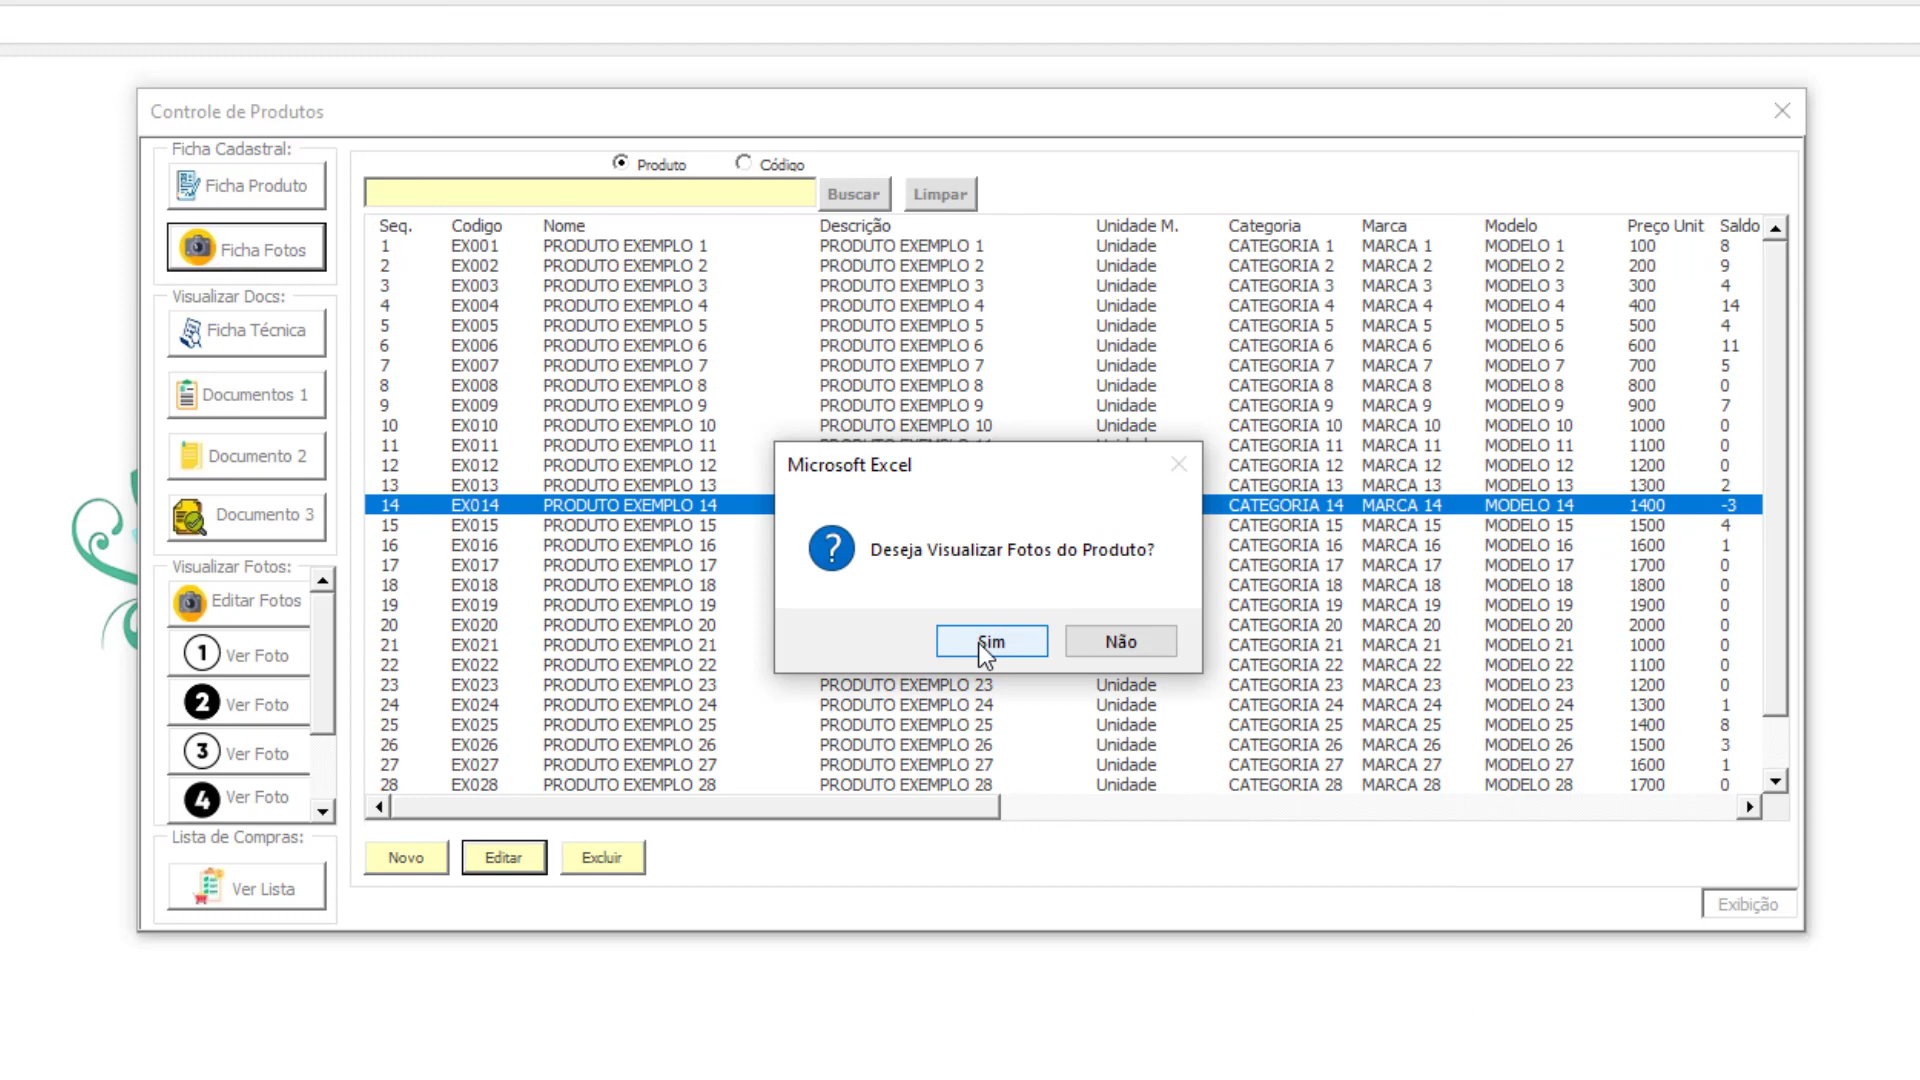 Controle de Produtos
Ficha Cadastral:
Ficha Produto
Ficha Fotos
Visualizar Docs:
Ficha Técnica
Documentos 1
Documento 2
Documento 3
Visualizar Fotos:
Editar Fotos
1 Ver Foto
2 Ver Foto
3 Ver Foto
4 Ver Foto
Lista de Compras:
Ver Lista
Produto Código
Buscar Limpar
Seq. Codigo Nome Descrição Unidade M. Categoria Marca Modelo Preço Unit Saldo
1 EX001 PRODUTO EXEMPLO 1 PRODUTO EXEMPLO 1 Unidade CATEGORIA 1 MARCA 1 MODELO 1 100 8
2 EX002 PRODUTO EXEMPLO 2 PRODUTO EXEMPLO 2 Unidade CATEGORIA 2 MARCA 2 MODELO 2 200 9
3 EX003 PRODUTO EXEMPLO 3 PRODUTO EXEMPLO 3 Unidade CATEGORIA 3 MARCA 3 MODELO 3 300 4
4 EX004 PRODUTO EXEMPLO 4 PRODUTO EXEMPLO 4 Unidade CATEGORIA 4 MARCA 4 MODELO 4 400 14
5 EX005 PRODUTO EXEMPLO 5 PRODUTO EXEMPLO 5 Unidade CATEGORIA 5 MARCA 5 MODELO 5 500 4
6 EX006 PRODUTO EXEMPLO 6 PRODUTO EXEMPLO 6 Unidade CATEGORIA 6 MARCA 6 MODELO 6 600 11
7 EX007 PRODUTO EXEMPLO 7 PRODUTO EXEMPLO 7 Unidade CATEGORIA 7 MARCA 7 MODELO 7 700 5
8 EX008 PRODUTO EXEMPLO 8 PRODUTO EXEMPLO 8 Unidade CATEGORIA 8 MARCA 8 MODELO 8 800 0
9 EX009 PRODUTO EXEMPLO 9 PRODUTO EXEMPLO 9 Unidade CATEGORIA 9 MARCA 9 MODELO 9 900 7
10 EX010 PRODUTO EXEMPLO 10 PRODUTO EXEMPLO 10 Unidade CATEGORIA 10 MARCA 10 MODELO 10 1000 0
11 EX011 PRODUTO EXEMPLO 11 CATEGORIA 11 MARCA 11 MODELO 11 1100 0
12 EX012 PRODUTO EXEMPLO 12 CATEGORIA 12 MARCA 12 MODELO 12 1200 0
13 EX013 PRODUTO EXEMPLO 13 CATEGORIA 13 MARCA 13 MODELO 13 1300 2
14 EX014 PRODUTO EXEMPLO 14 CATEGORIA 14 MARCA 14 MODELO 14 1400 -3
15 EX015 PRODUTO EXEMPLO 15 CATEGORIA 15 MARCA 15 MODELO 15 1500 4
16 EX016 PRODUTO EXEMPLO 16 CATEGORIA 16 MARCA 16 MODELO 16 1600 1
17 EX017 PRODUTO EXEMPLO 17 CATEGORIA 17 MARCA 17 MODELO 17 1700 0
18 EX018 PRODUTO EXEMPLO 18 CATEGORIA 18 MARCA 18 MODELO 18 1800 0
19 EX019 PRODUTO EXEMPLO 19 CATEGORIA 19 MARCA 19 MODELO 19 1900 0
20 EX020 PRODUTO EXEMPLO 20 CATEGORIA 20 MARCA 20 MODELO 20 2000 0
21 EX021 PRODUTO EXEMPLO 21 CATEGORIA 21 MARCA 21 MODELO 21 1000 0
22 EX022 PRODUTO EXEMPLO 22 CATEGORIA 22 MARCA 22 MODELO 22 1100 0
23 EX023 PRODUTO EXEMPLO 23 PRODUTO EXEMPLO 23 Unidade CATEGORIA 23 MARCA 23 MODELO 23 1200 0
24 EX024 PRODUTO EXEMPLO 24 PRODUTO EXEMPLO 24 Unidade CATEGORIA 24 MARCA 24 MODELO 24 1300 1
25 EX025 PRODUTO EXEMPLO 25 PRODUTO EXEMPLO 25 Unidade CATEGORIA 25 MARCA 25 MODELO 25 1400 8
26 EX026 PRODUTO EXEMPLO 26 PRODUTO EXEMPLO 26 Unidade CATEGORIA 26 MARCA 26 MODELO 26 1500 3
27 EX027 PRODUTO EXEMPLO 27 PRODUTO EXEMPLO 27 Unidade CATEGORIA 27 MARCA 27 MODELO 27 1600 1
28 EX028 PRODUTO EXEMPLO 28 PRODUTO EXEMPLO 28 Unidade CATEGORIA 28 MARCA 28 MODELO 28 1700 0
Microsoft Excel
? Deseja Visualizar Fotos do Produto?
Sim Não
Novo Editar Excluir
Exibição